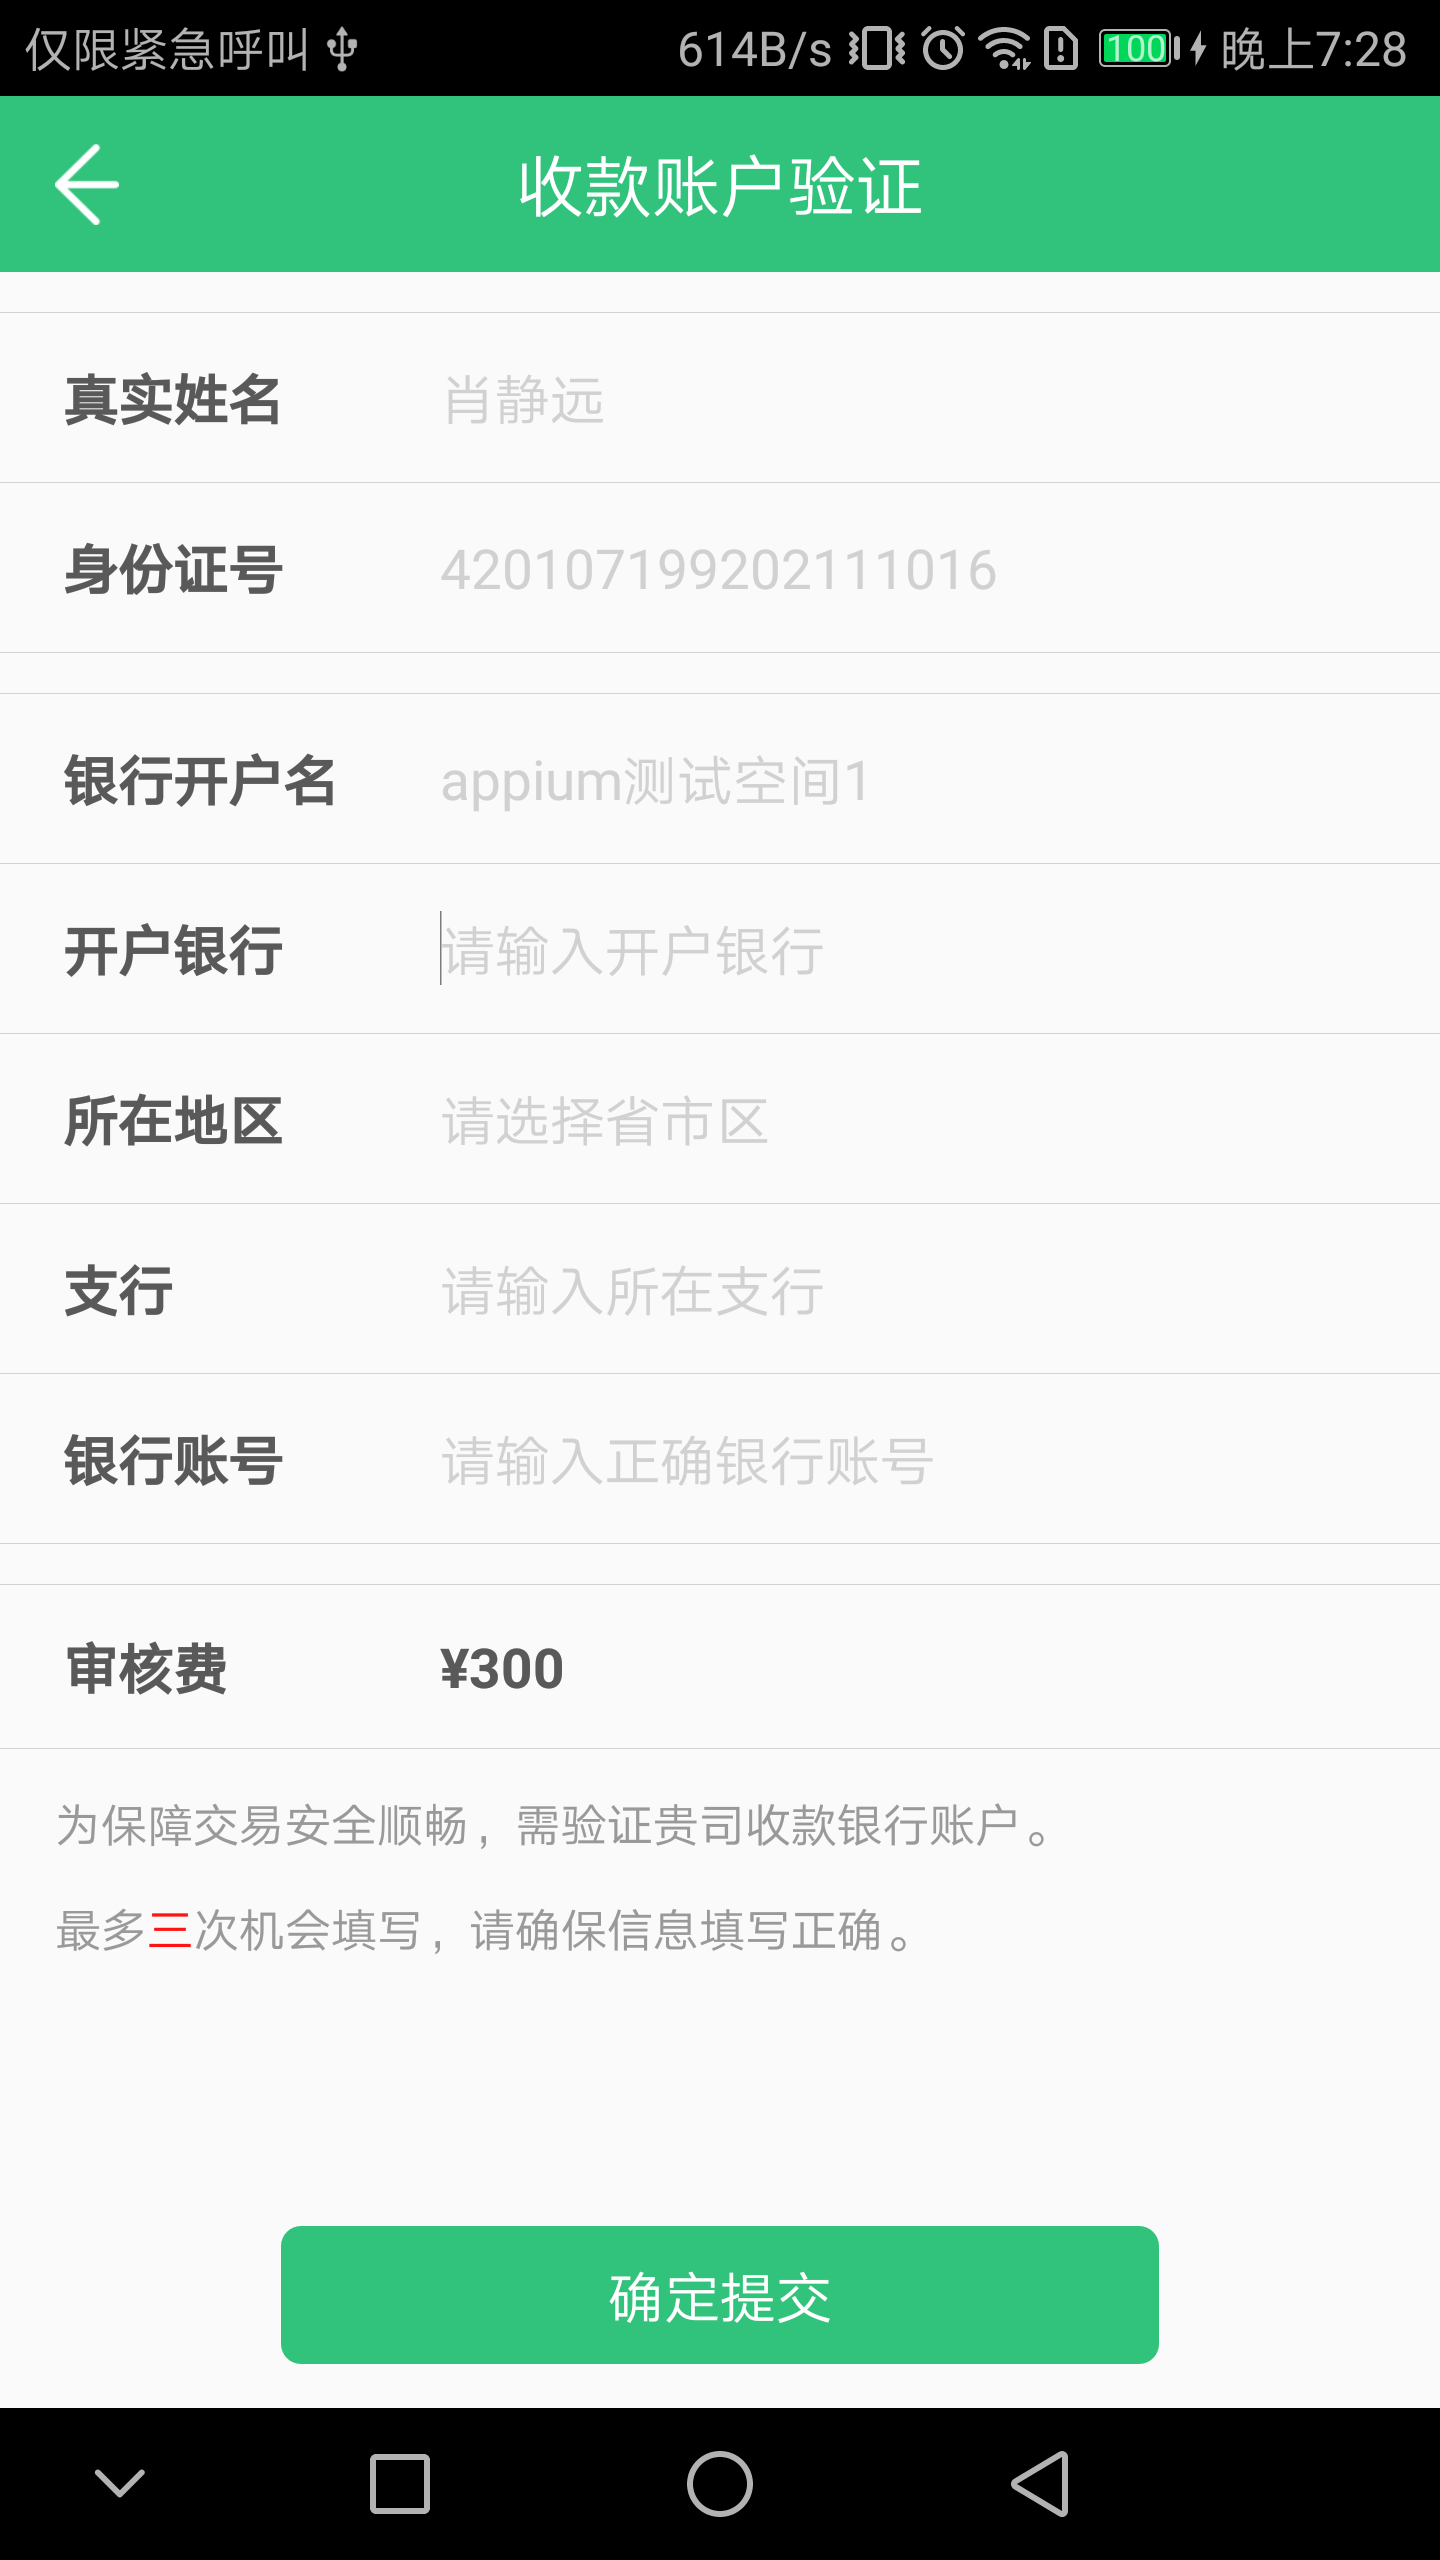 仅限紧急呼叫 614B/s 100 晚上7:28
收款账户验证
真实姓名 肖静远
身份证号 420107199202111016
银行开户名 appium测试空间1
开户银行 请输入开户银行
所在地区 请选择省市区
支行 请输入所在支行
银行账号 请输入正确银行账号
审核费 ¥300
为保障交易安全顺畅，需验证贵司收款银行账户。
最多三次机会填写，请确保信息填写正确。
确定提交